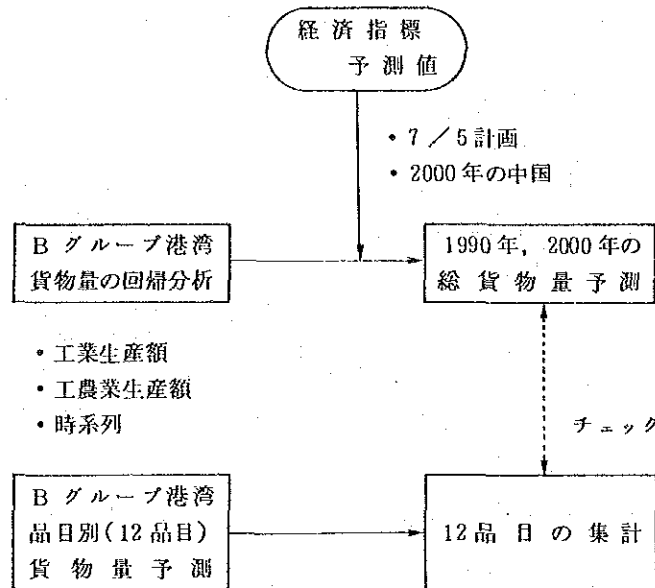 経済指標
予測値
・7／5計画
・2000年の中国
Bグループ港湾
貨物量の回帰分析
1990年，2000年の
総貨物量予測
・工業生産額
・工農業生産額
・時系列
チェック
Bグループ港湾
品目別(12品目)
貨物量予測
12品目の集計